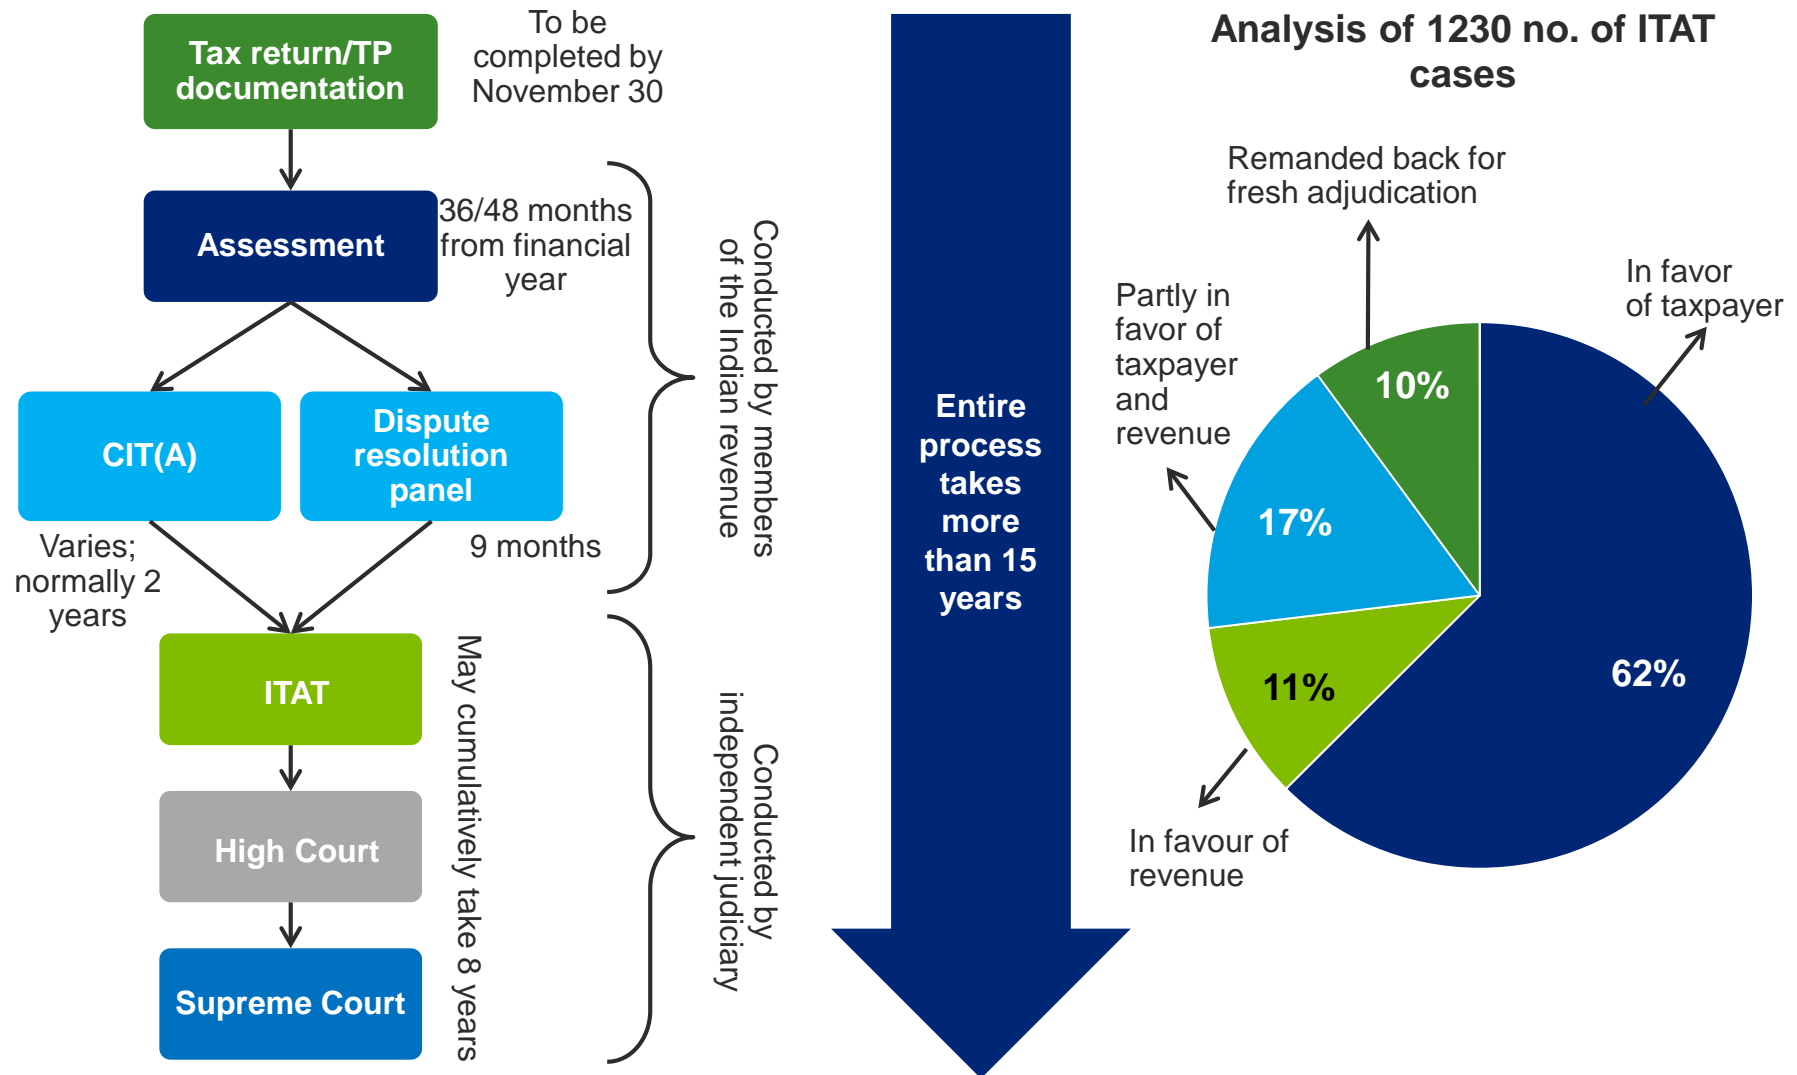 Tax return/TP
documentation
To be
completed by
November 30
Assessment
36/48 months
from financial
year
CIT(A)
Dispute
resolution
panel
Varies;
normally 2
years
9 months
Conducted by members
of the Indian revenue
ITAT
High Court
Supreme Court
May cumulatively take 8 years
Conducted by
independent judiciary
Entire
process
takes
more
than 15
years
Analysis of 1230 no. of ITAT
cases
Remanded back for
fresh adjudication
In favor
of taxpayer
Partly in
favor of
taxpayer
and
revenue
10%
17%
11%
62%
In favour of
revenue